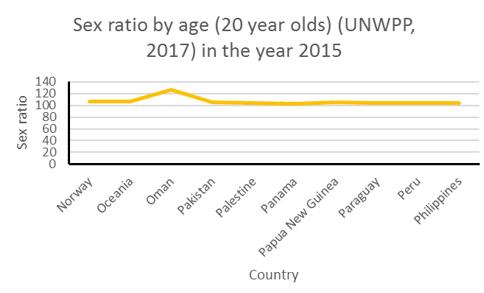 Sex ratio by age (20 year olds) (UNWPP,
2017) in the year 2015
Sex ratio
140
120
100
80
60
40
20
0
Norway
Oceania
Oman
Pakistan
Palestine
Panama
Papua New Guinea
Paraguay
Peru
Philippines
Country